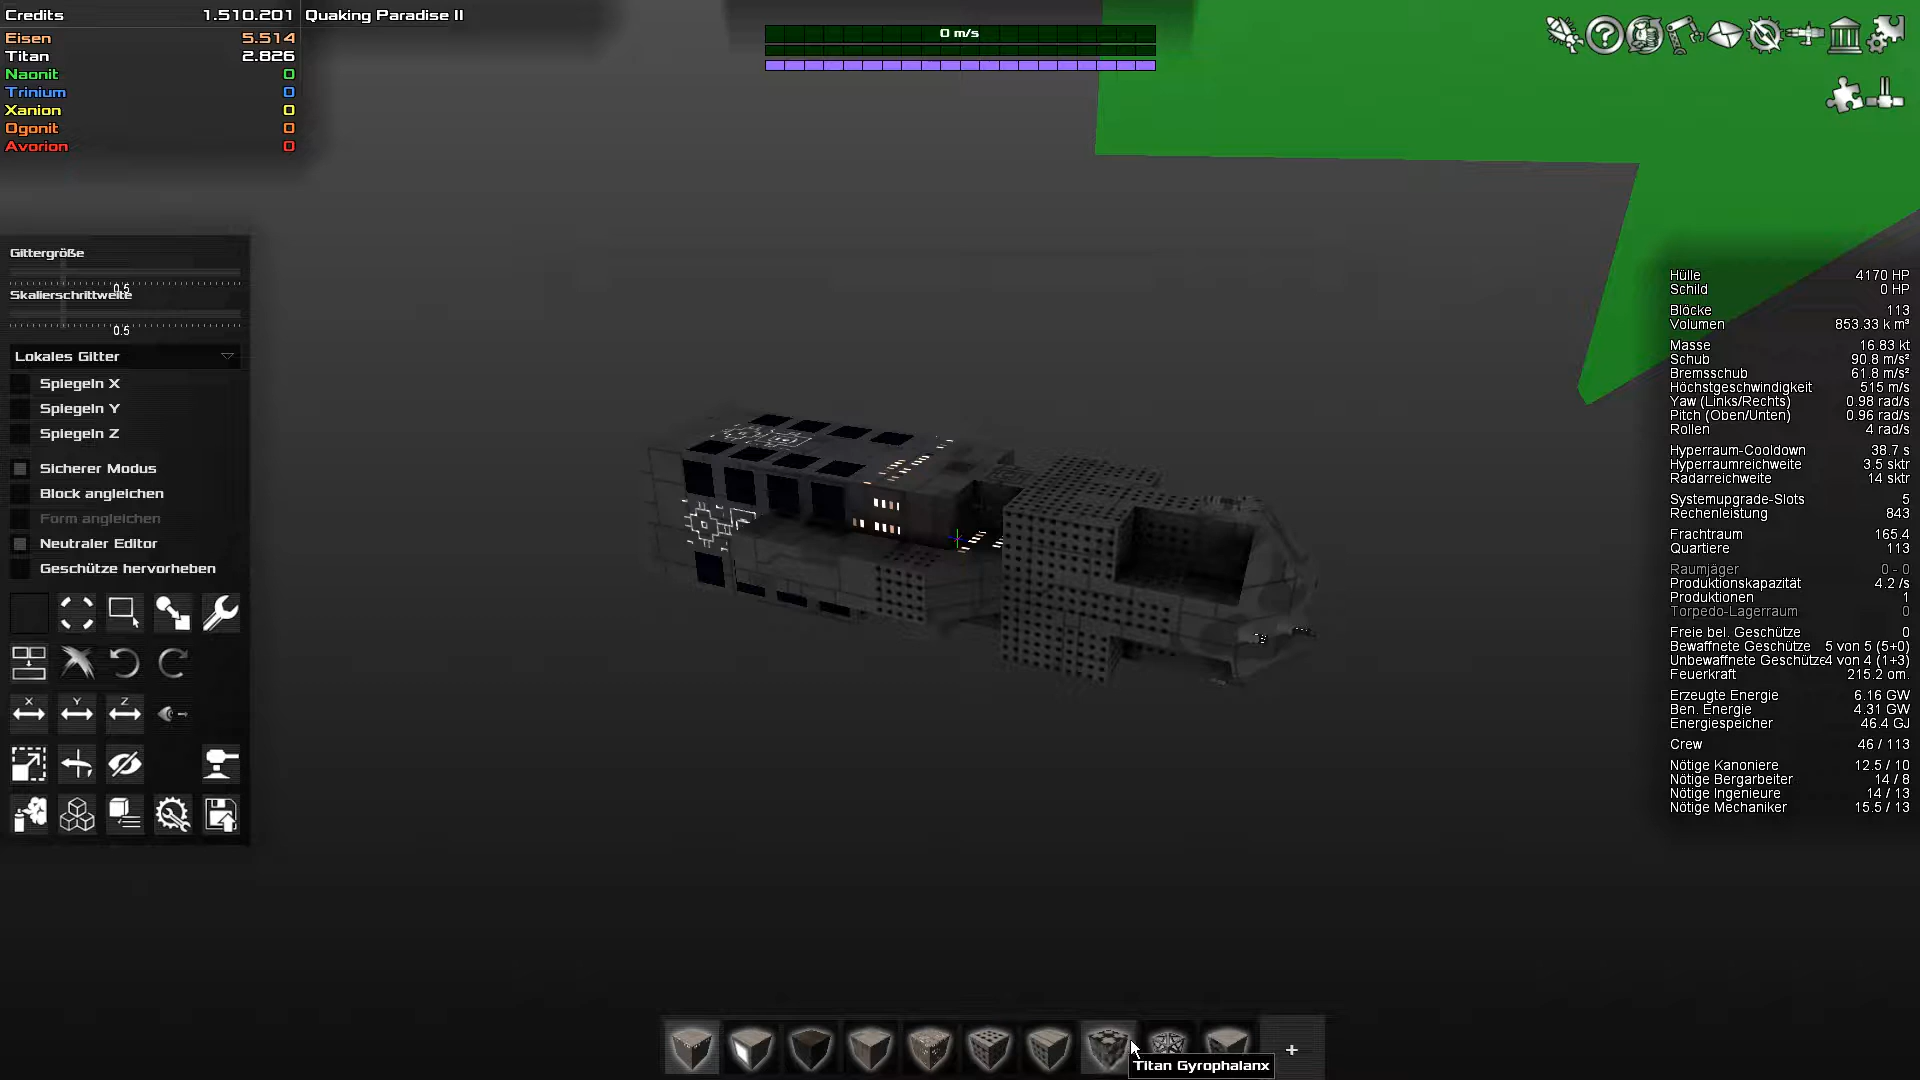 Credits 1.510.201
Quaking Paradise II
Eisen 5.514
Titan 2.826
Naonit 0
Trinium 0
Xanion 0
Ogonit 0
Avorion 0
0 m/s
Gittergröße
0.5
Skalierschrittweite
0.5
Lokales Gitter
Spiegeln X
Spiegeln Y
Spiegeln Z
Sicherer Modus
Block angleichen
Form angleichen
Neutraler Editor
Geschütze hervorheben
X Y Z
Hülle 4170 HP
Schild 0 HP
Blöcke 113
Volumen 853.33 k m³
Masse 16.83 kt
Schub 90.8 m/s²
Bremsschub 61.8 m/s²
Höchstgeschwindigkeit 515 m/s
Yaw (Links/Rechts) 0.98 rad/s
Pitch (Oben/Unten) 0.96 rad/s
Rollen 4 rad/s
Hyperraum-Cooldown 38.7 s
Hyperraumreichweite 3.5 sktr
Radarreichweite 14 sktr
Systemupgrade-Slots 5
Rechenleistung 843
Frachtraum 165.4
Quartiere 113
Raumjäger 0 - 0
Produktionskapazität 4.2 /s
Produktionen 1
Torpedo-Lagerraum 0
Freie bel. Geschütze 0
Bewaffnete Geschütze 5 von 5 (5+0)
Unbewaffnete Geschütze 4 von 4 (1+3)
Feuerkraft 215.2 om.
Erzeugte Energie 6.16 GW
Ben. Energie 4.31 GW
Energiespeicher 46.4 GJ
Crew 46 / 113
Nötige Kanoniere 12.5 / 10
Nötige Bergarbeiter 14 / 8
Nötige Ingenieure 14 / 13
Nötige Mechaniker 15.5 / 13
+
Titan Gyrophalanx